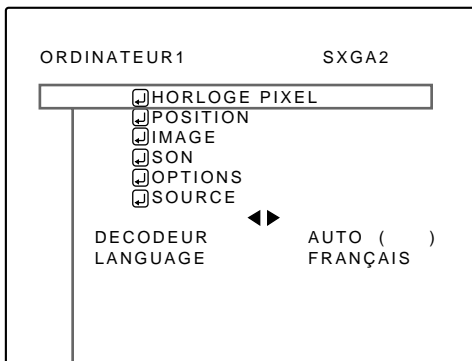 ORDINATEUR1 SXGA2
HORLOGE PIXEL
POSITION
IMAGE
SON
OPTIONS
SOURCE
DECODEUR AUTO ( )
LANGUAGE FRANÇAIS